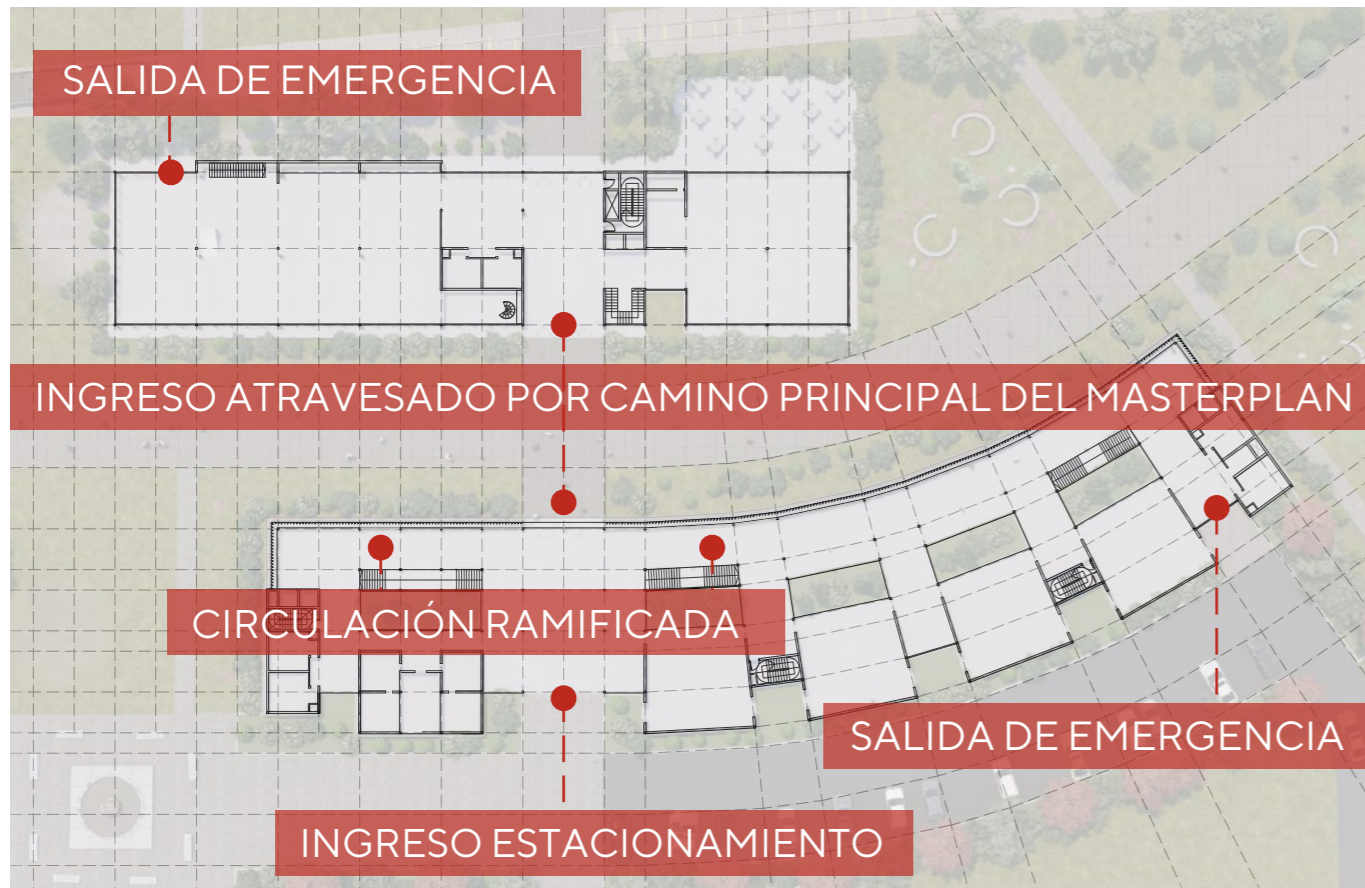 SALIDA DE EMERGENCIA
INGRESO ATRAVESADO POR CAMINO PRINCIPAL DEL MASTERPLAN
CIRCULACIÓN RAMIFICADA
SALIDA DE EMERGENCIA
INGRESO ESTACIONAMIENTO